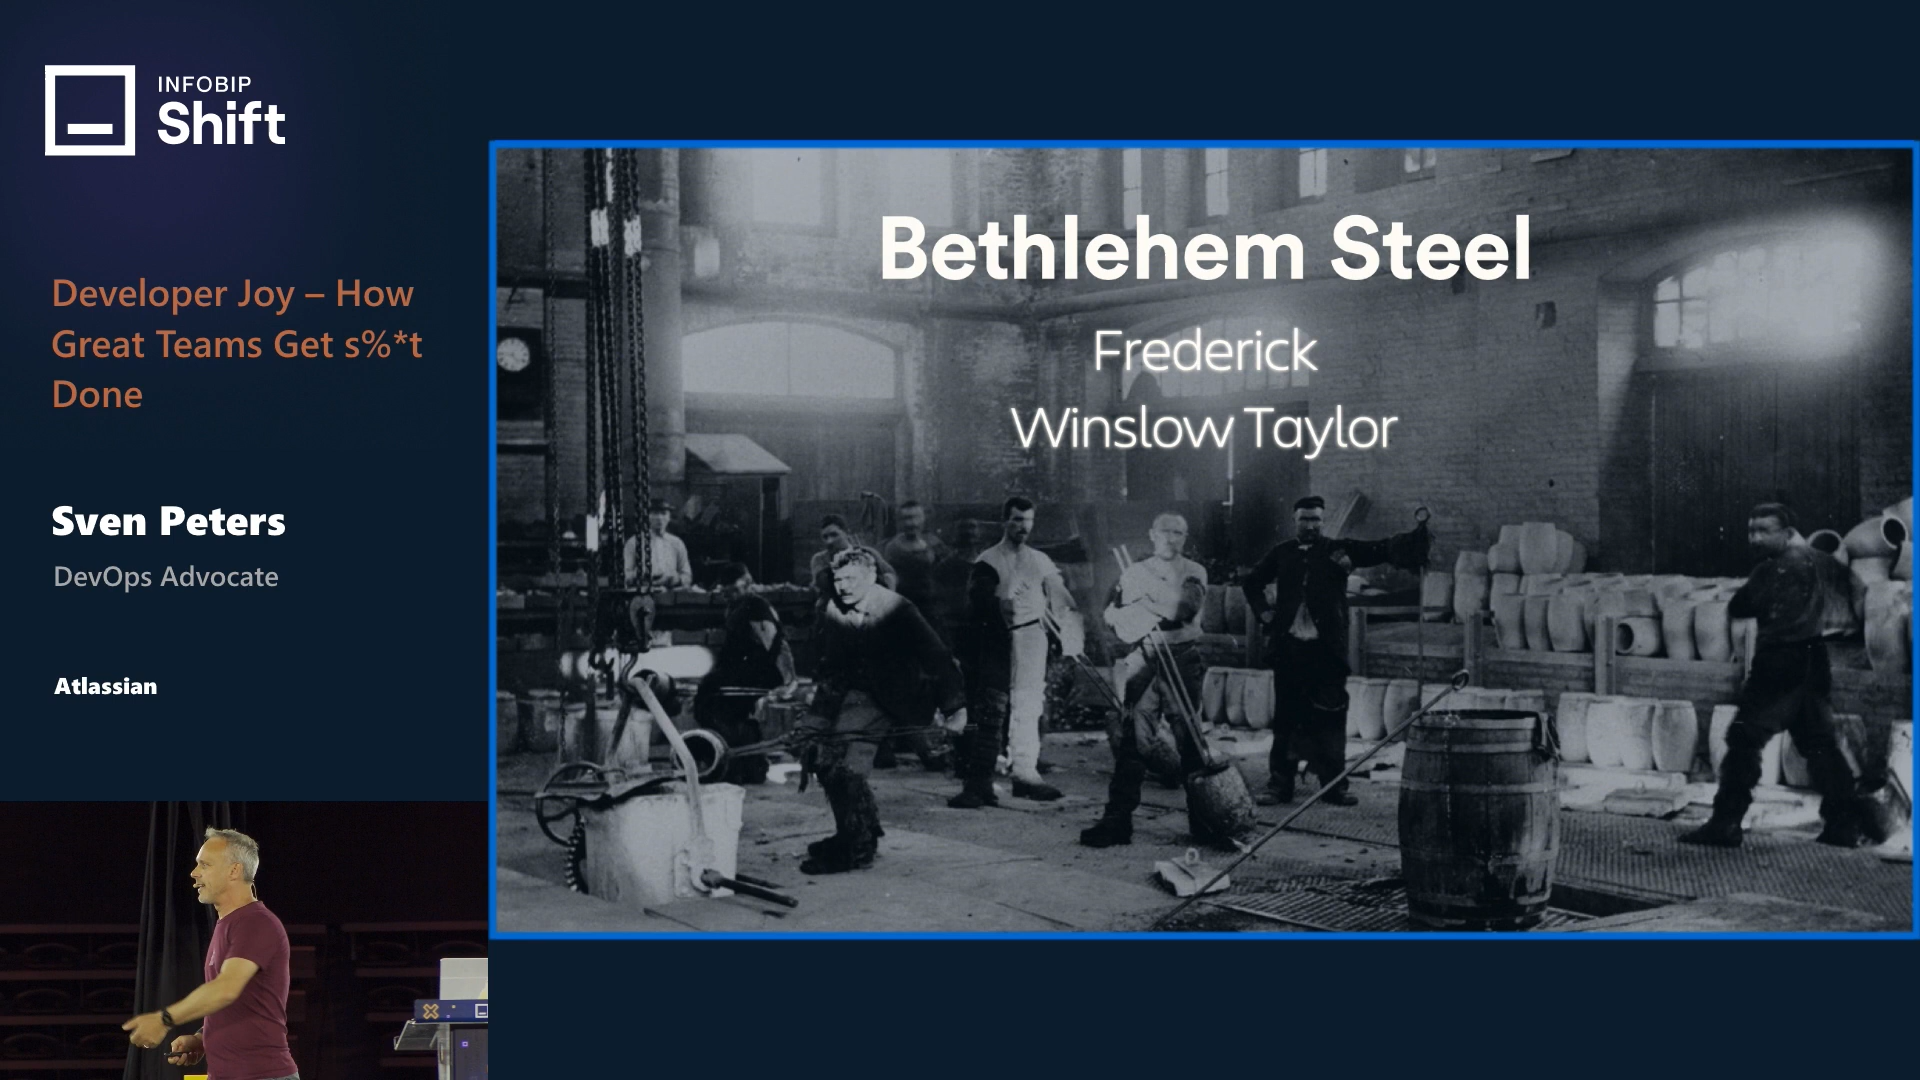 INFOBIP
Shift
Developer Joy – How
Great Teams Get s%*t
Done
Sven Peters
DevOps Advocate
Atlassian
Bethlehem Steel
Frederick
Winslow Taylor